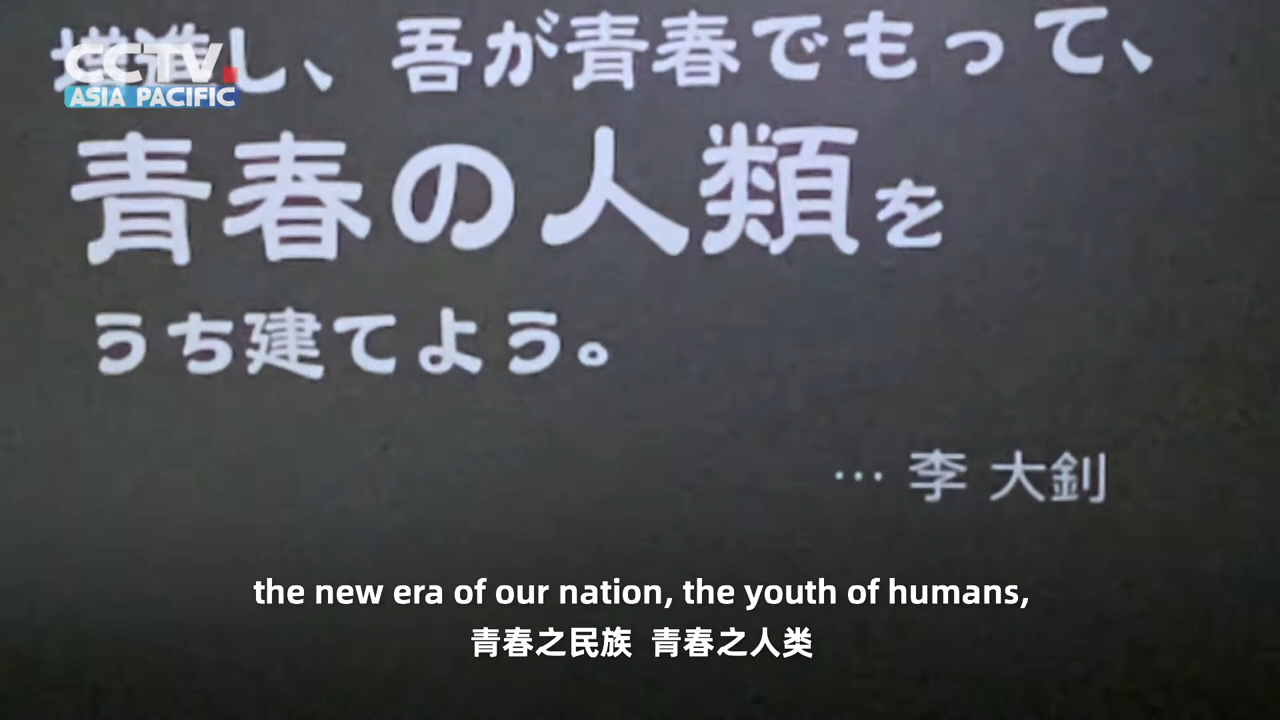 CCTV.
ASIA PACIFIC
増進し、吾が青春でもって、
青春の人類を
うち建てよう。
… 李 大釗
the new era of our nation, the youth of humans,
青春之民族 青春之人类